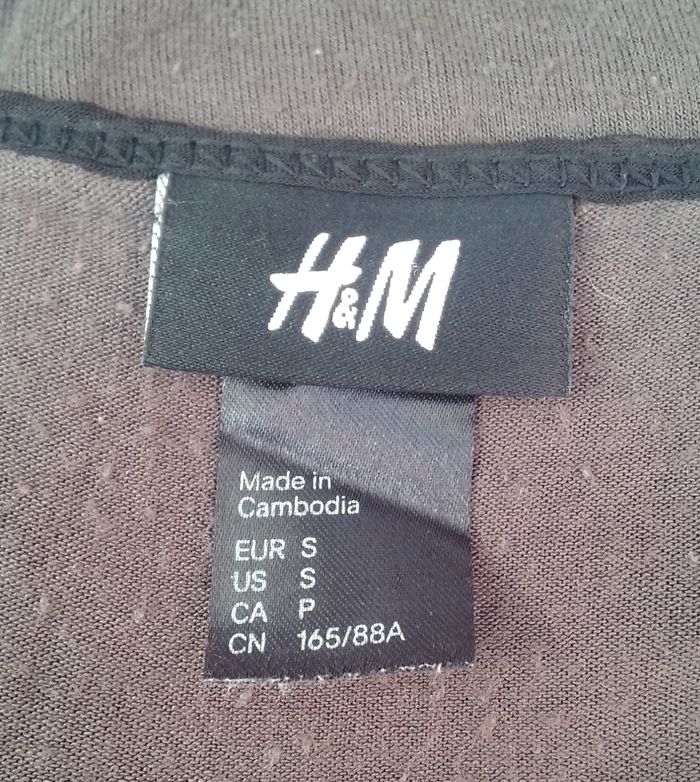 H&M
Made in
Cambodia
EUR S
US S
CA P
CN 165/88A